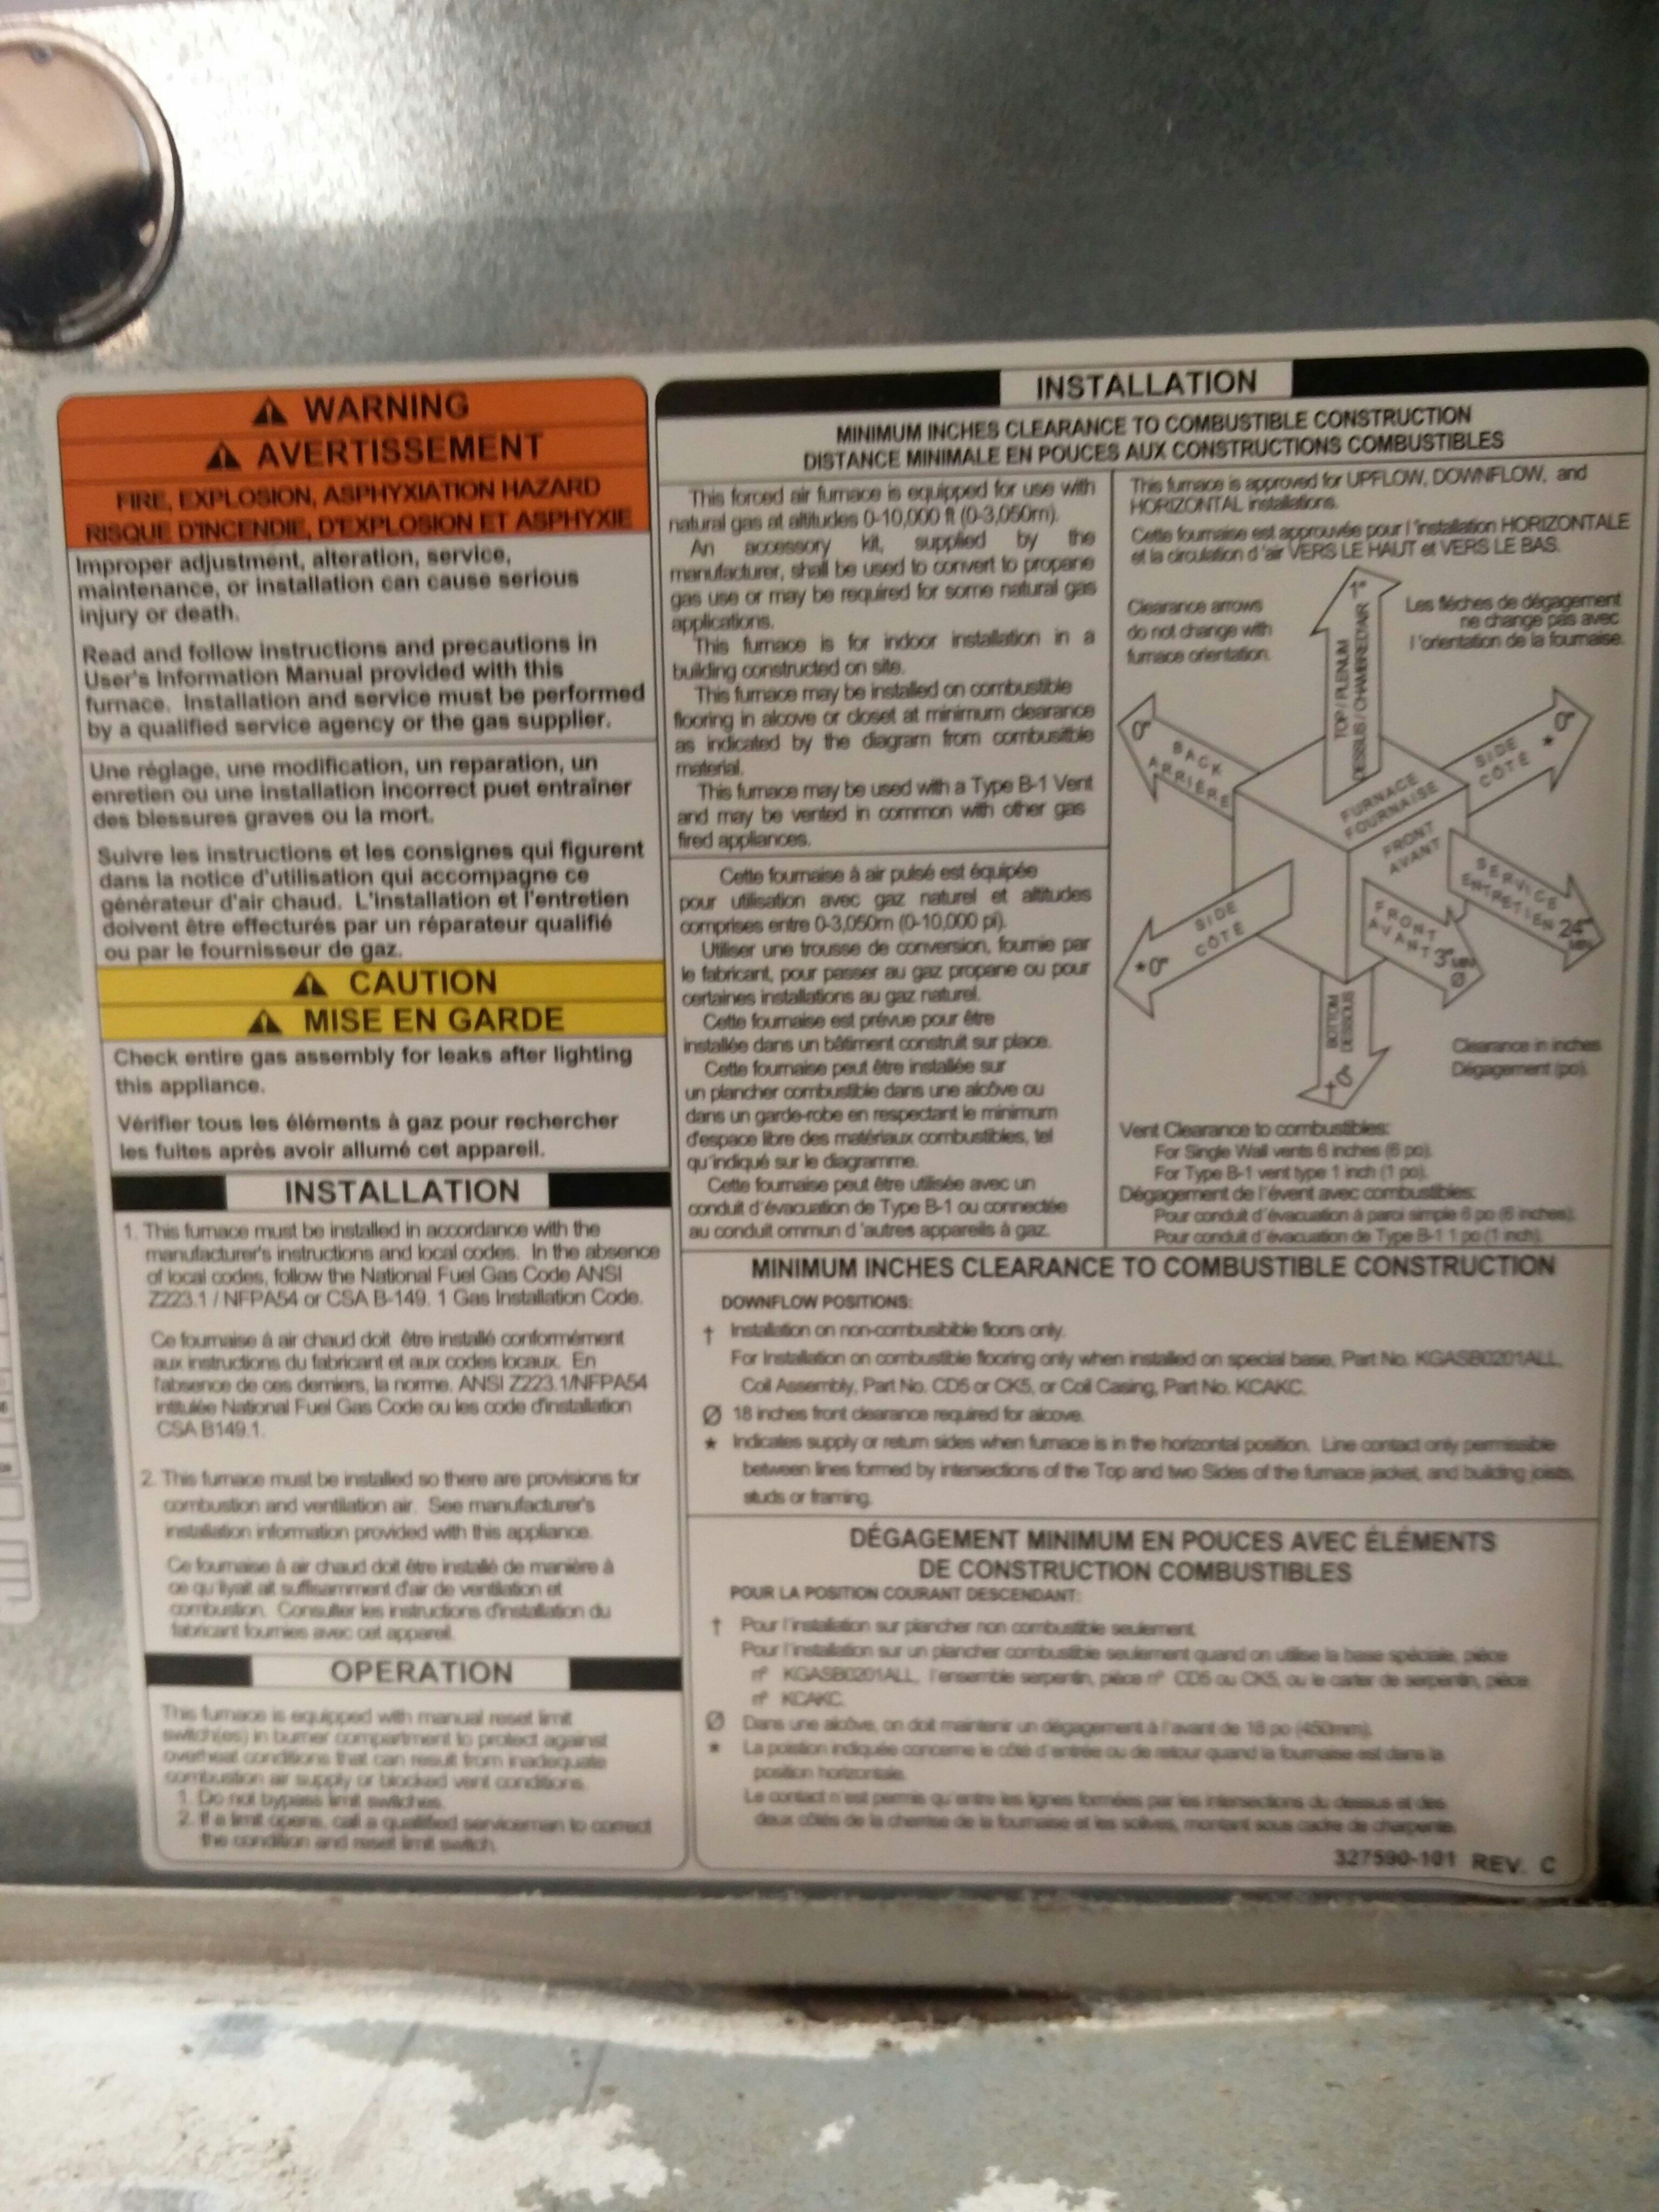 WARNING
AVERTISSEMENT
FIRE, EXPLOSION, ASPHYXIATION HAZARD
RISQUE D'INCENDIE, D'EXPLOSION ET ASPHYXIE
Improper adjustment, alteration, service,
maintenance, or installation can cause serious
injury or death.
Read and follow instructions and precautions in
User's Information Manual provided with this
furnace. Installation and service must be performed
by a qualified service agency or the gas supplier.
Une réglage, une modification, un reparation, un
enretien ou une installation incorrect puet entraîner
des blessures graves ou la mort.
Suivre les instructions et les consignes qui figurent
dans la notice d'utilisation qui accompagne ce
générateur d'air chaud. L'installation et l'entretien
doivent être effecturés par un réparateur qualifié
ou par le fournisseur de gaz.
CAUTION
MISE EN GARDE
Check entire gas assembly for leaks after lighting
this appliance.
Vérifier tous les éléments à gaz pour rechercher
les fuites après avoir allumé cet appareil.
INSTALLATION
1. This furnace must be installed in accordance with the
manufacturer's instructions and local codes. In the absence
of local codes, follow the National Fuel Gas Code ANSI
Z223.1 / NFPA54 or CSA B-149. 1 Gas Installation Code.
Ce fournaise á air chaud doit être installé conformément
aux instructions du fabricant et aux codes locaux. En
l'absence de ces derniers, la norme. ANSI Z223.1/NFPA54
intitulée National Fuel Gas Code ou les code d'installation
CSA B149.1.
2. This furnace must be installed so there are provisions for
combustion and ventilation air. See manufacturer's
installation information provided with this appliance.
Ce fournaise à air chaud doit être installé de manière à
ce qu'ilyait ait suffisamment d'air de ventilation et
combustion. Consulter les instructions d'installation du
fabricant fournies avec cet appareil.
OPERATION
This furnace is equipped with manual reset limit
switch(es) in burner compartment to protect against
overheat conditions that can result from inadequate
combustion air supply or blocked vent conditions.
1. Do not bypass limit switches.
2. If a limit opens, call a qualified serviceman to correct
the condition and reset limit switch.
INSTALLATION
MINIMUM INCHES CLEARANCE TO COMBUSTIBLE CONSTRUCTION
DISTANCE MINIMALE EN POUCES AUX CONSTRUCTIONS COMBUSTIBLES
This forced air furnace is equipped for use with
natural gas at altitudes 0-10,000 ft (0-3,050m).
An accessory kit, supplied by the
manufacturer, shall be used to convert to propane
gas use or may be required for some natural gas
applications.
This furnace is for indoor installation in a
building constructed on site.
This furnace may be installed on combustible
flooring in alcove or closet at minimum clearance
as indicated by the diagram from combusitble
material.
This furnace may be used with a Type B-1 Vent
and may be vented in common with other gas
fired appliances.
Cette fournaise à air pulsé est équipée
pour utilisation avec gaz naturel et altitudes
comprises entre 0-3,050m (0-10,000 pi).
Utiliser une trousse de conversion, fournie par
le fabricant, pour passer au gaz propane ou pour
certaines installations au gaz naturel.
Cette fournaise est prévue pour être
installée dans un bâtiment construit sur place.
Cette fournaise peut être installée sur
un plancher combustible dans une alcôve ou
dans un garde-robe en respectant le minimum
d'espace libre des matériaux combustibles, tel
qu'indiqué sur le diagramme.
Cette fournaise peut être utilisée avec un
conduit d'évacuation de Type B-1 ou connectée
au conduit ommun d 'autres appareils à gaz.
This furnace is approved for UPFLOW, DOWNFLOW, and
HORIZONTAL installations.
Cette fournaise est approuvée pour l 'installation HORIZONTALE
et la circulation d 'air VERS LE HAUT et VERS LE BAS.
Clearance arrows
do not change with
furnace orientation.
Les fléches de dégagement
ne change pas avec
l 'orientation de la fournaise.
1"
TOP / PLENUM
DESSUS / CHAMBRE D'AIR
0"
BACK
ARRIÈRE
SIDE
CÔTÉ
* 0"
FURNACE
FOURNAISE
FRONT
AVANT
SERVICE
ENTRETIEN
24"
MIN
FRONT
AVANT
3" MIN
Ø
SIDE
CÔTÉ
*0"
BOTTOM
DESSOUS
†0"
Clearance in inches
Dégagement (po).
Vent Clearance to combustibles:
For Single Wall vents 6 inches (6 po).
For Type B-1 vent type 1 inch (1 po).
Dégagement de l'évent avec combustibles:
Pour conduit d'évacuation à paroi simple 6 po (6 inches).
Pour conduit d'évacuation de Type B-1 1 po (1 inch).
MINIMUM INCHES CLEARANCE TO COMBUSTIBLE CONSTRUCTION
DOWNFLOW POSITIONS:
† Installation on non-combusibible floors only.
For Installation on combustible flooring only when installed on special base, Part No. KGASB0201ALL,
Coil Assembly, Part No. CD5 or CK5, or Coil Casing, Part No. KCAKC.
Ø 18 inches front clearance required for alcove.
* Indicates supply or return sides when furnace is in the horizontal position. Line contact only permissible
between lines formed by intersections of the Top and two Sides of the furnace jacket, and building joists,
studs or framing.
DÉGAGEMENT MINIMUM EN POUCES AVEC ÉLÉMENTS
DE CONSTRUCTION COMBUSTIBLES
POUR LA POSITION COURANT DESCENDANT:
† Pour l'installation sur plancher non combustible seulement.
Pour l'installation sur un plancher combustible seulement quand on utilise la base spéciale, pièce
nº KGASB0201ALL, l'ensemble serpentin, pièce nº CD5 ou CK5, ou le carter de serpentin, pièce
nº KCAKC.
Ø Dans une alcôve, on doit maintenir un dégagement à l'avant de 18 po (450mm).
* La poistion indiquée concerne le côté d'entrée ou de retour quand la fournaise est dans la
position horizontale.
Le contact n'est permis qu'entre les lignes formées par les intersections du dessus et des
deux côtés de la chemise de la fournaise et les solives, montant sous cadre de charpente.
327590-101 REV. C